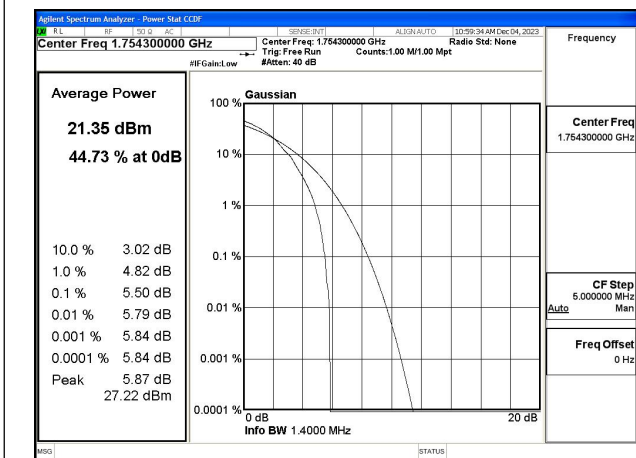 Agilent Spectrum Analyzer - Power Stat CCDF
RL RF 50 Ω AC SENSE:INT ALIGN AUTO 10:59:34 AM Dec 04, 2023
Center Freq 1.754300000 GHz
Center Freq: 1.754300000 GHz Radio Std: None
Trig: Free Run Counts:1.00 M/1.00 Mpt
#IFGain:Low #Atten: 40 dB
Frequency
Average Power
21.35 dBm
44.73 % at 0dB
10.0 % 3.02 dB
1.0 % 4.82 dB
0.1 % 5.50 dB
0.01 % 5.79 dB
0.001 % 5.84 dB
0.0001 % 5.84 dB
Peak 5.87 dB
27.22 dBm
Gaussian
100 %
10 %
1 %
0.1 %
0.01 %
0.001 %
0.0001 %
0 dB 20 dB
Info BW 1.4000 MHz
Center Freq
1.754300000 GHz
CF Step
5.000000 MHz
Auto Man
Freq Offset
0 Hz
MSG STATUS